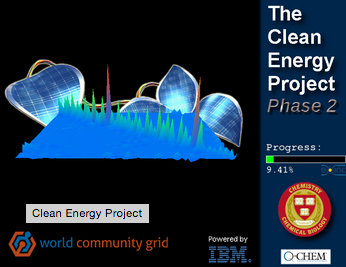 The
Clean
Energy
Project
Phase 2
Progress:
9.41%
Clean Energy Project
world community grid
Powered by
IBM.
CHEMISTRY
CHEMICAL BIOLOGY
Q-CHEM